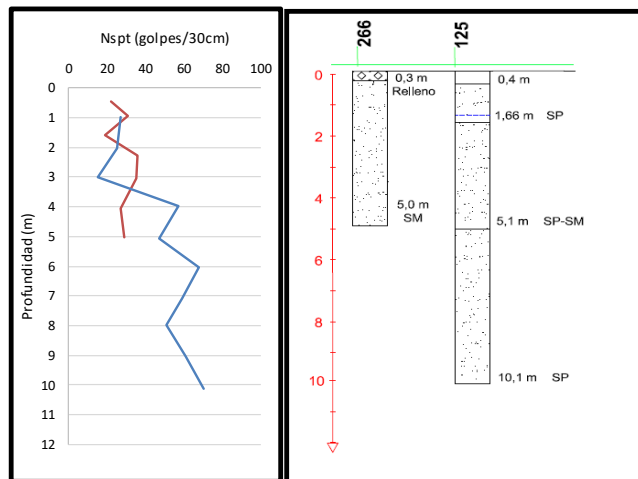 Nspt (golpes/30cm)
0 20 40 60 80 100
Profundidad (m)
0
1
2
3
4
5
6
7
8
9
10
11
12
266
125
0
2
4
6
8
10
0,3 m
Relleno
5,0 m
SM
0,4 m
1,66 m SP
5,1 m SP-SM
10,1 m SP